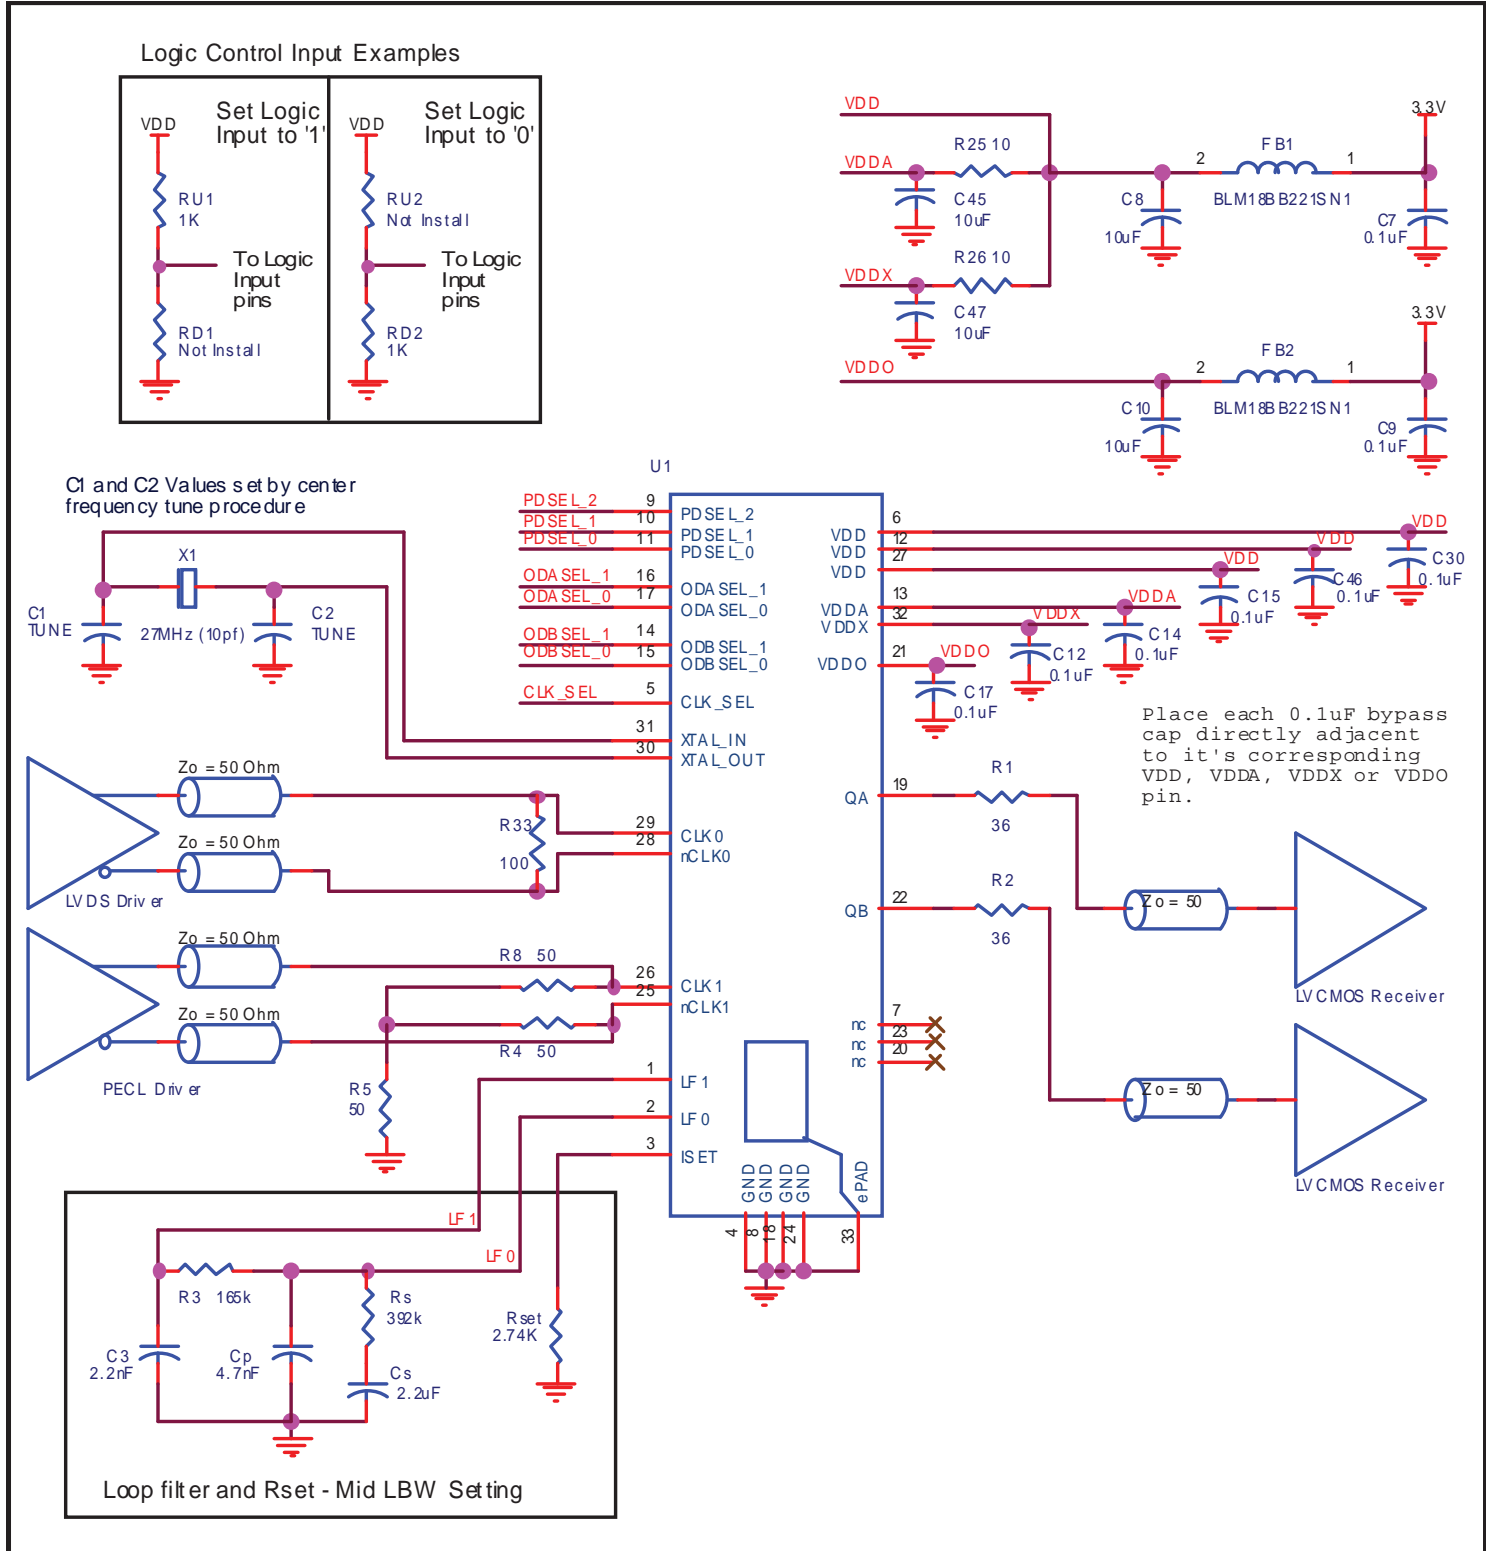 Logic Control Input Examples
Set Logic
Input to '1'
VDD
RU1
1K
To Logic
Input
pins
RD1
Not Install
Set Logic
Input to '0'
VDD
RU2
Not Install
To Logic
Input
pins
RD2
1K
VDD
VDDA
R25 10
C45
10uF
VDDX
R26 10
C47
10uF
C8
10uF
2
FB1
1
BLM18BB221SN1
3.3V
C7
0.1uF
VDDO
C10
10uF
2
FB2
1
BLM18BB221SN1
3.3V
C9
0.1uF
C1 and C2 Values set by center
frequency tune procedure
X1
C1
TUNE
27MHz (10pf)
C2
TUNE
U1
PDSEL_2
9
PDSEL_2
PDSEL_1
10
PDSEL_1
PDSEL_0
11
PDSEL_0
ODASEL_1
16
ODASEL_1
ODASEL_0
17
ODASEL_0
ODBSEL_1
14
ODBSEL_1
ODBSEL_0
15
ODBSEL_0
CLK_SEL
5
CLK_SEL
31
XTAL_IN
30
XTAL_OUT
29
CLK0
28
nCLK0
26
CLK1
25
nCLK1
1
LF1
2
LF0
3
ISET
VDD
6
VDD
VDD
12
VDD
VDD
27
VDD
VDDA
13
VDDA
VDDX
32
VDDX
VDDO
21
VDDO
C30
0.1uF
C46
0.1uF
C15
0.1uF
C14
0.1uF
C12
0.1uF
C17
0.1uF
Place each 0.1uF bypass
cap directly adjacent
to it's corresponding
VDD, VDDA, VDDX or VDDO
pin.
QA
19
R1
36
QB
22
R2
36
Zo = 50
LVCMOS Receiver
Zo = 50
LVCMOS Receiver
nc
7
nc
23
nc
20
GND
GND
GND
GND
ePAD
4
8
18
24
33
Zo = 50 Ohm
Zo = 50 Ohm
LVDS Driver
R33
100
Zo = 50 Ohm
Zo = 50 Ohm
PECL Driver
R8 50
R4 50
R5
50
LF1
LF0
R3 165k
Rs
392k
C3
2.2nF
Cp
4.7nF
Cs
2.2uF
Rset
2.74K
Loop filter and Rset - Mid LBW Setting